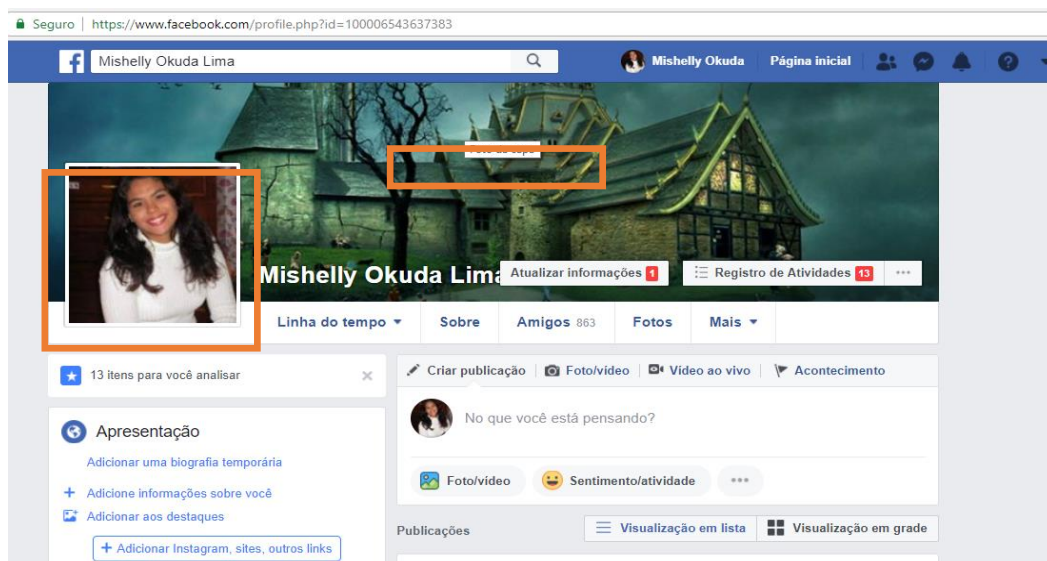 Seguro | https://www.facebook.com/profile.php?id=100006543637383
f Mishelly Okuda Lima Mishelly Okuda Página inicial
Mishelly Okuda Lima Atualizar informações 1 Registro de Atividades 13 ...
Linha do tempo Sobre Amigos 863 Fotos Mais
13 itens para você analisar
Criar publicação Foto/vídeo Vídeo ao vivo Acontecimento
No que você está pensando?
Apresentação
Adicionar uma biografia temporária
+ Adicione informações sobre você
Adicionar aos destaques
+ Adicionar Instagram, sites, outros links
Foto/vídeo Sentimento/atividade ...
Publicações Visualização em lista Visualização em grade